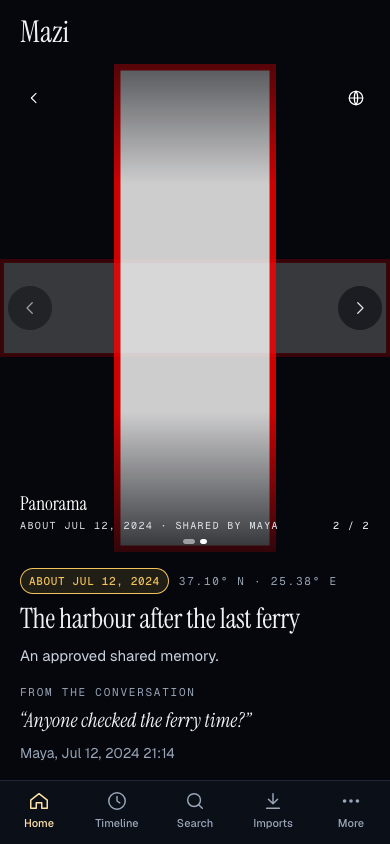 Mazi
Panorama
ABOUT JUL 12, 2024 · SHARED BY MAYA
2 / 2
ABOUT JUL 12, 2024
37.10° N · 25.38° E
The harbour after the last ferry
An approved shared memory.
FROM THE CONVERSATION
“Anyone checked the ferry time?”
Maya, Jul 12, 2024 21:14
Home
Timeline
Search
Imports
More